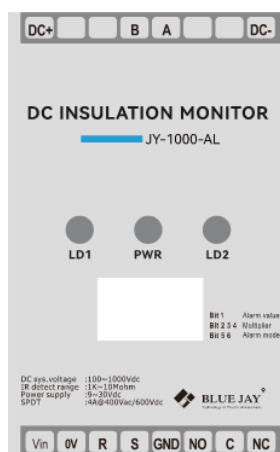 DC+ B A DC-
DC INSULATION MONITOR
JY-1000-AL
LD1 PWR LD2
Bit 1 Alarm value
Bit 2 3 4 Multiplier
Bit 5 6 Alarm mode
DC sys.voltage :100~1000Vdc
IR detect range :1K~10Mohm
Power supply :9~30Vdc
SPDT :4A@400Vac/600Vdc
BLUE JAY
Vin 0V R S GND NO C NC